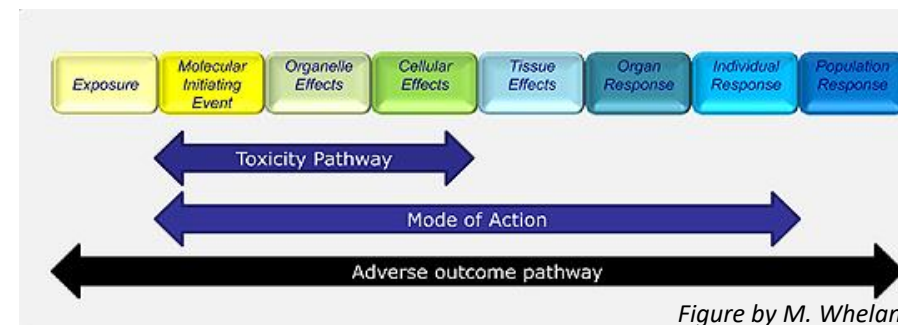 Exposure
Molecular
Initiating
Event
Organelle
Effects
Cellular
Effects
Tissue
Effects
Organ
Response
Individual
Response
Population
Response
Toxicity Pathway
Mode of Action
Adverse outcome pathway
Figure by M. Whelan